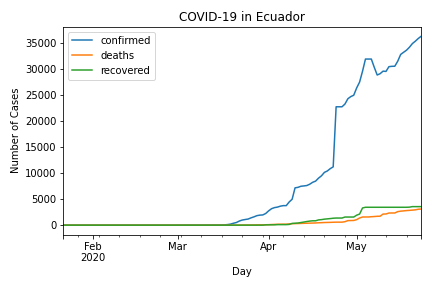 COVID-19 in Ecuador
confirmed
deaths
recovered
Number of Cases
35000
30000
25000
20000
15000
10000
5000
0
Feb
2020
Mar
Apr
May
Day